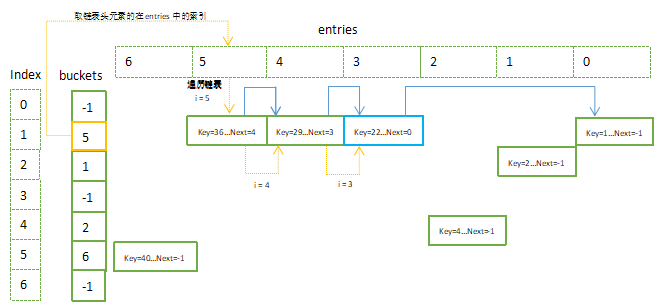 软链表头元素的在entries 中的索引
entries
6 5 4 3 2 1 0
Index buckets
遍历链表
i = 5
0 -1
1 5
2 1
3 -1
4 2
5 6
6 -1
Key=36...Next=4 Key=29...Next=3 Key=22...Next=0 Key=1...Next=-1
Key=2...Next=-1
i = 4 i = 3
Key=4...Next=-1
Key=40...Next=-1